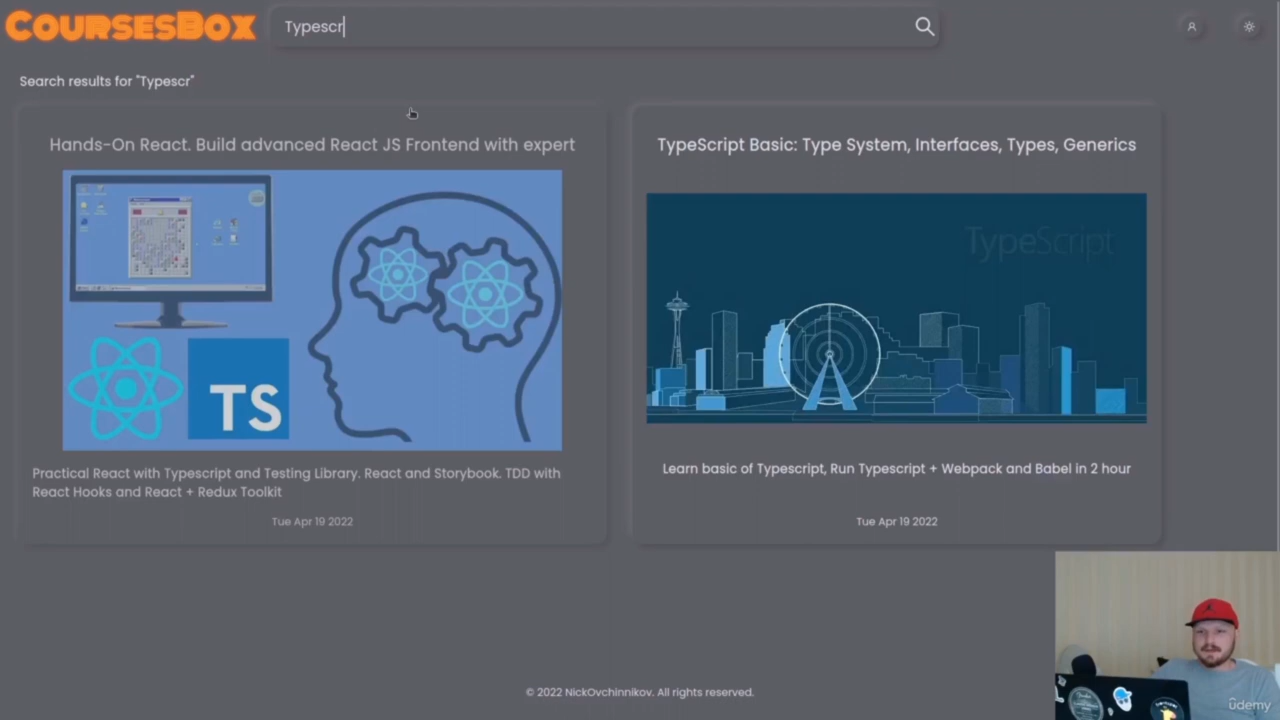 CoursesBox
Typescr
Search results for "Typescr"
Hands-On React. Build advanced React JS Frontend with expert
TS
Practical React with Typescript and Testing Library. React and Storybook. TDD with
React Hooks and React + Redux Toolkit
Tue Apr 19 2022
TypeScript Basic: Type System, Interfaces, Types, Generics
TypeScript
Learn basic of Typescript, Run Typescript + Webpack and Babel in 2 hour
Tue Apr 19 2022
© 2022 NickOvchinnikov. All rights reserved.
ûdemy